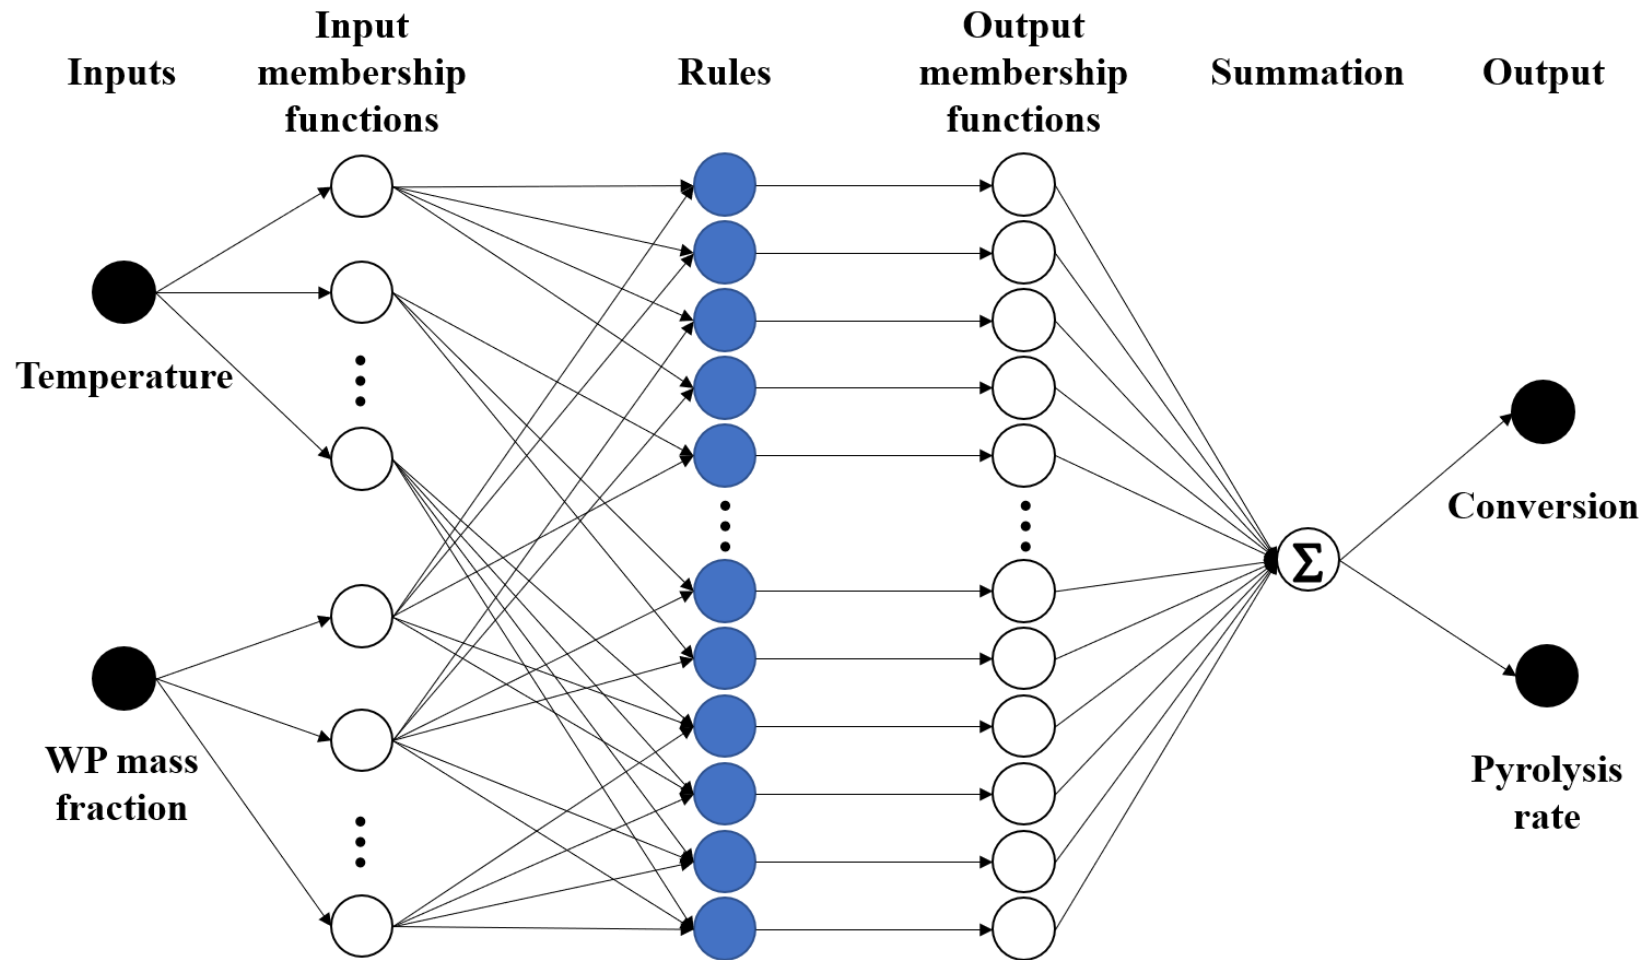 Inputs
Input
membership
functions
Rules
Output
membership
functions
Summation
Output
Temperature
WP mass
fraction
Σ
Conversion
Pyrolysis
rate